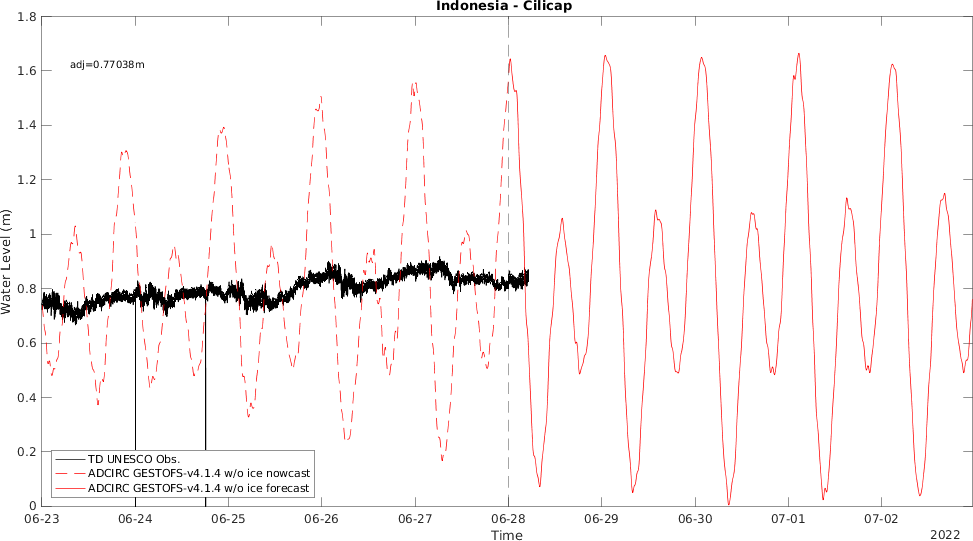 Indonesia - Cilicap
adj=0.77038m
1.8
1.6
1.4
1.2
1
0.8
0.6
0.4
0.2
0
Water Level (m)
TD UNESCO Obs.
ADCIRC GESTOFS-v4.1.4 w/o ice nowcast
ADCIRC GESTOFS-v4.1.4 w/o ice forecast
06-23 06-24 06-25 06-26 06-27 06-28 06-29 06-30 07-01 07-02
Time
2022